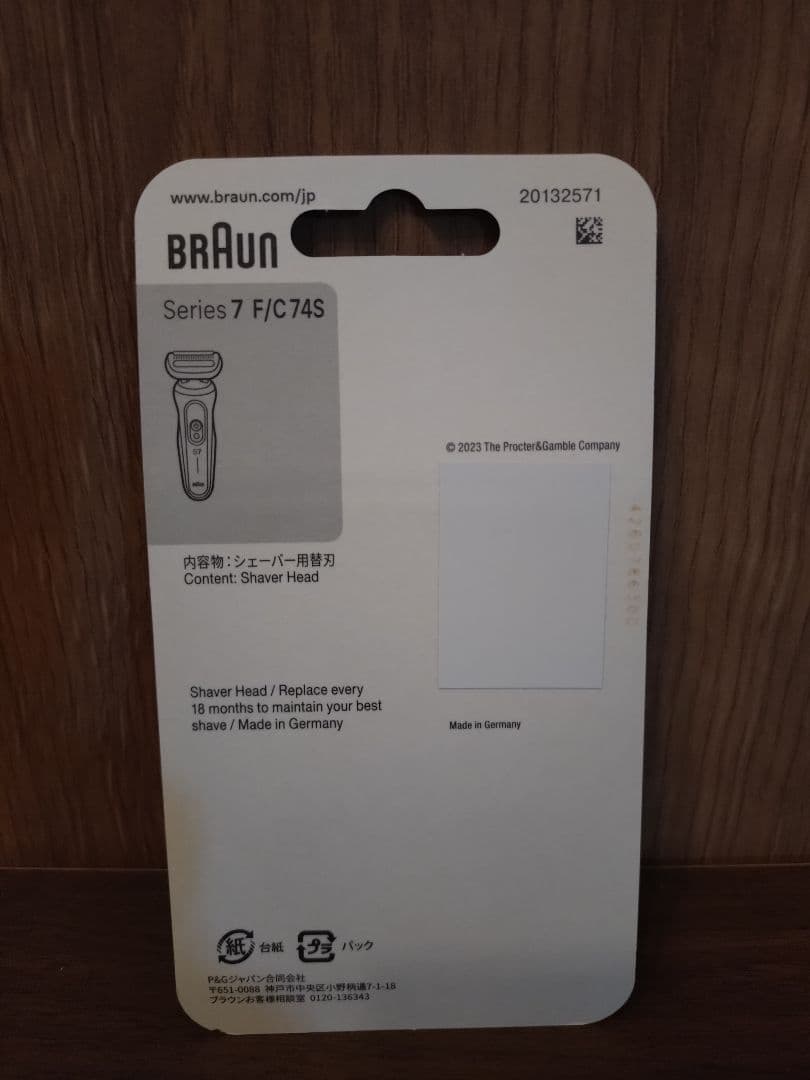 www.braun.com/jp
20132571
BRAUN
Series 7 F/C74S
S7
BRAUN
© 2023 The Procter&Gamble Company
内容物：シェーバー用替刃
Content: Shaver Head
Shaver Head / Replace every
18 months to maintain your best
shave / Made in Germany
Made in Germany
紙 台紙 プラ パック
P&Gジャパン合同会社
〒651-0088 神戸市中央区小野柄通7-1-18
ブラウンお客様相談室 0120-136343